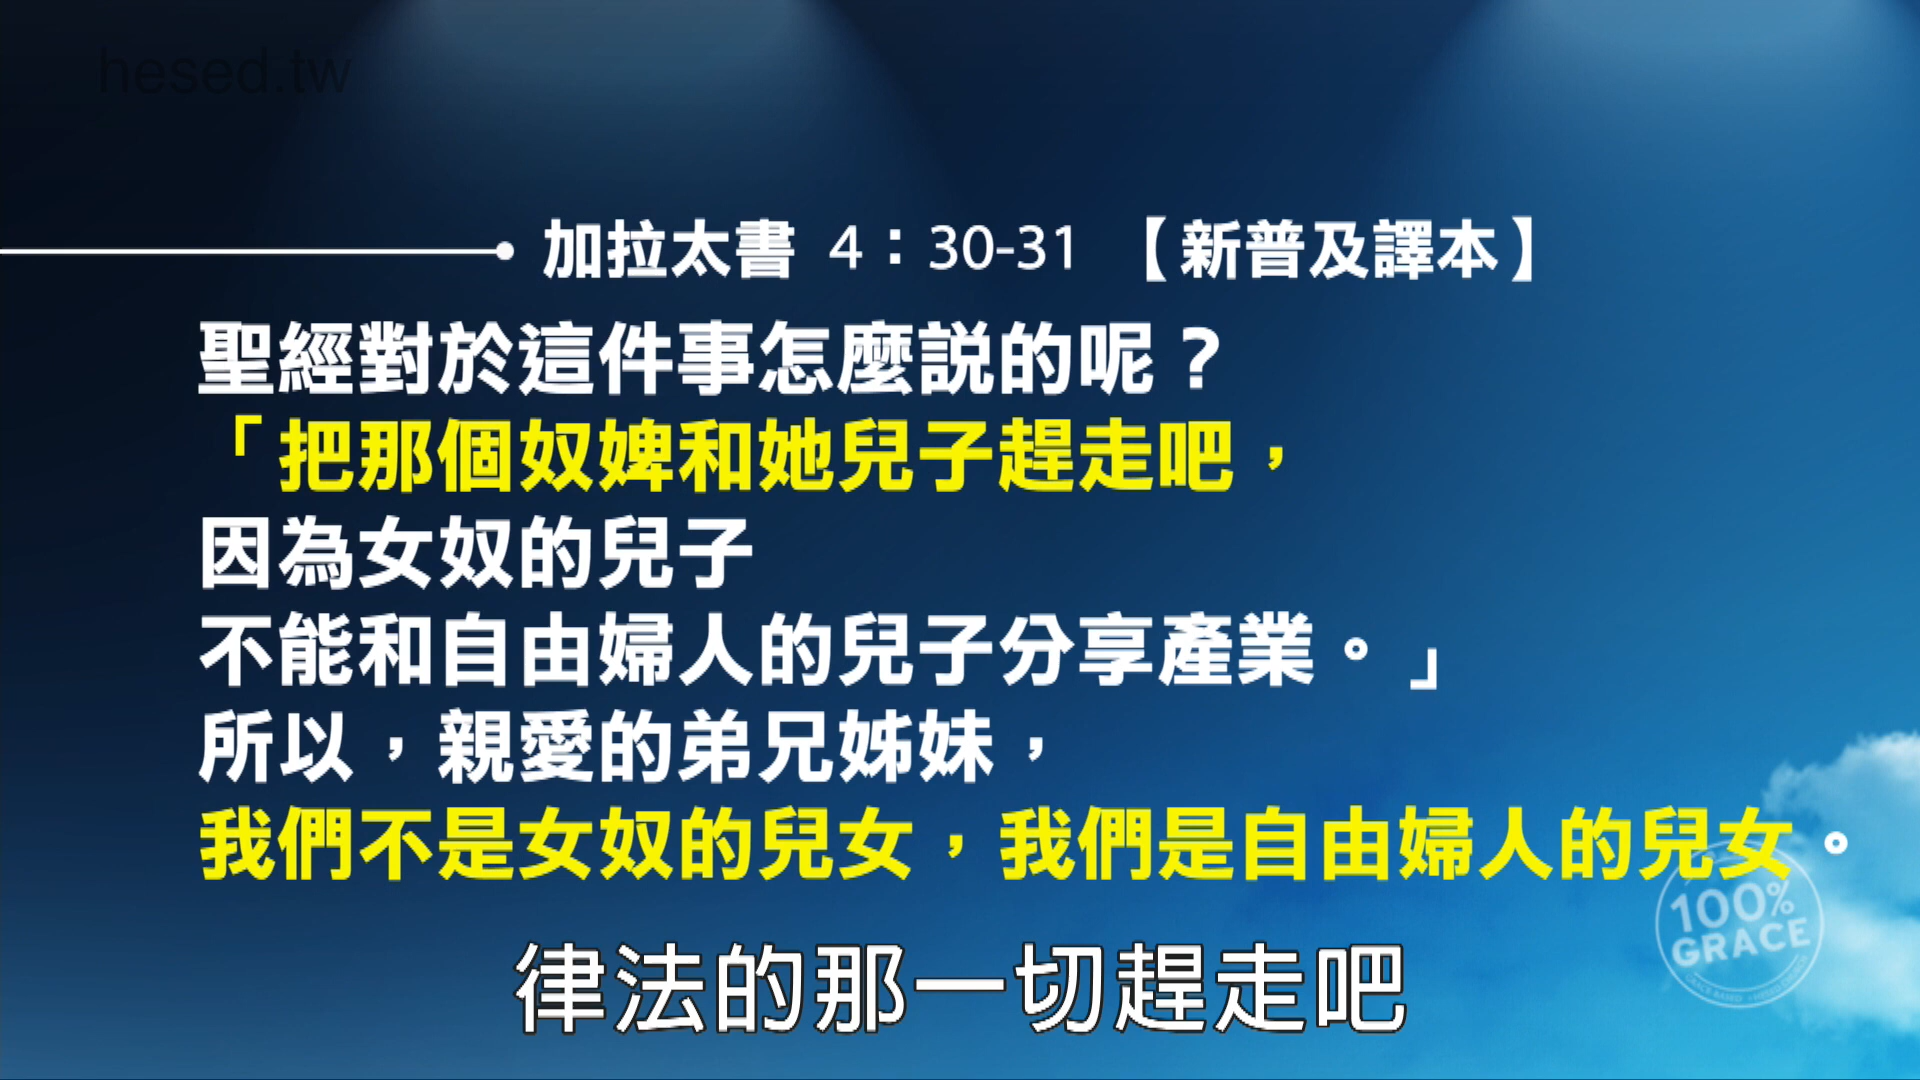 hesed.tw
加拉太書 4：30-31 【新普及譯本】
聖經對於這件事怎麼説的呢？
「把那個奴婢和她兒子趕走吧，
因為女奴的兒子
不能和自由婦人的兒子分享產業。」
所以，親愛的弟兄姊妹，
我們不是女奴的兒女，我們是自由婦人的兒女。
100%
GRACE
律法的那一切趕走吧